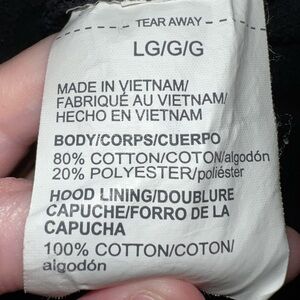 TEAR AWAY
LG/G/G
MADE IN VIETNAM/
FABRIQUÉ AU VIETNAM/
HECHO EN VIETNAM
BODY/CORPS/CUERPO
80% COTTON/COTON/algodón
20% POLYESTER/poliéster
HOOD LINING/DOUBLURE
CAPUCHE/FORRO DE LA
CAPUCHA
100% COTTON/COTON/
algodón